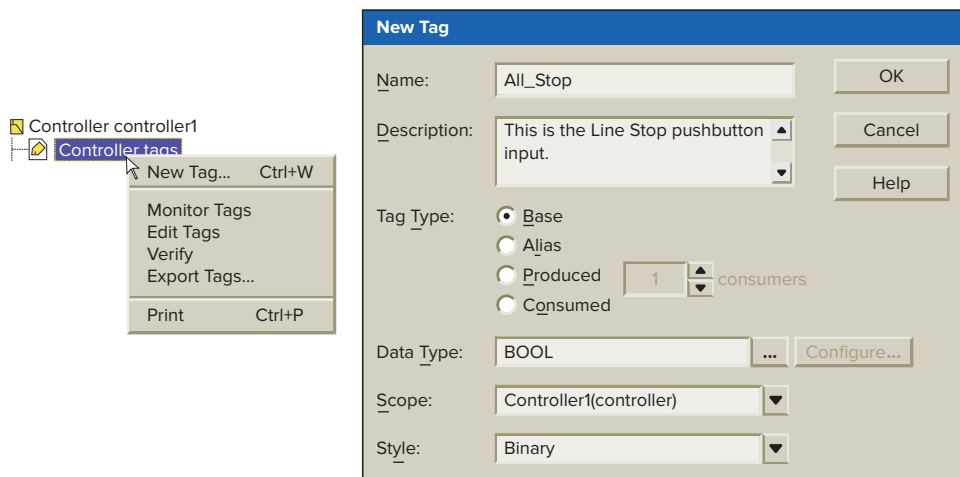 Controller controller1
Controller tags
New Tag... Ctrl+W
Monitor Tags
Edit Tags
Verify
Export Tags...
Print Ctrl+P
New Tag
Name: All_Stop OK
Description: This is the Line Stop pushbutton Cancel
input.
Help
Tag Type: Base
Alias
Produced 1 consumers
Consumed
Data Type: BOOL ... Configure...
Scope: Controller1(controller)
Style: Binary